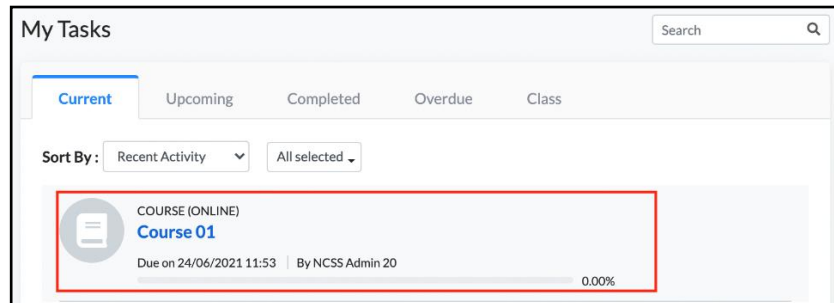 My Tasks
Search
Current Upcoming Completed Overdue Class
Sort By : Recent Activity All selected
COURSE (ONLINE)
Course 01
Due on 24/06/2021 11:53 By NCSS Admin 20
0.00%